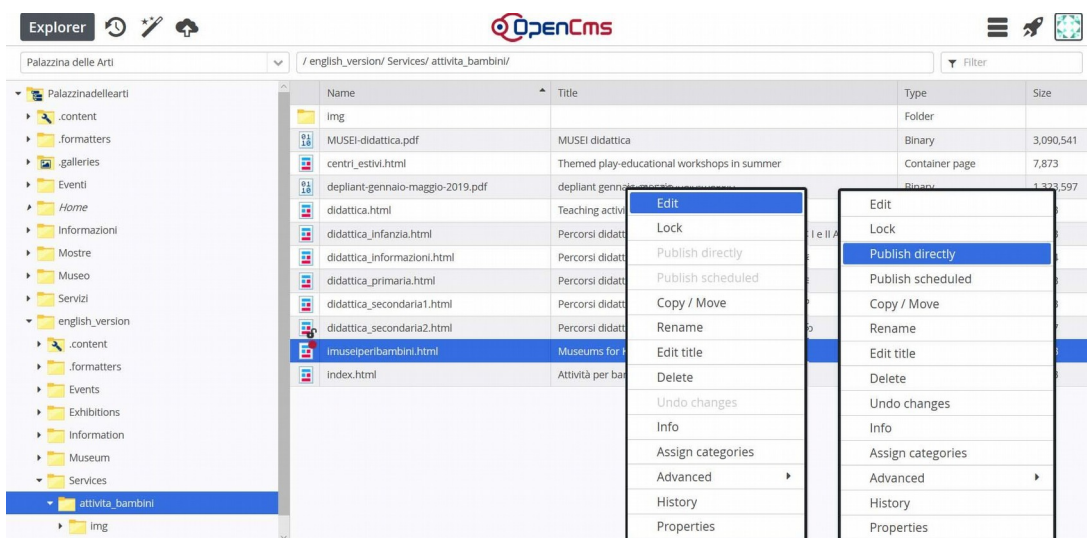 Explorer
OpenCms
Palazzina delle Arti
/ english_version/ Services/ attivita_bambini/
Filter
Palazzinadellearti
.content
.formatters
.galleries
Eventi
Home
Informazioni
Mostre
Museo
Servizi
english_version
.content
.formatters
Events
Exhibitions
Information
Museum
Services
attivita_bambini
img
Name Title Type Size
img Folder
MUSEI-didattica.pdf MUSEI didattica Binary 3,090,541
centri_estivi.html Themed play-educational workshops in summer Container page 7,873
depliant-gennaio-maggio-2019.pdf depliant Binary 1,323,597
didattica.html Teaching activi
didattica_infanzia.html Percorsi didatt I e II A
didattica_informazioni.html Percorsi didatt
didattica_primaria.html Percorsi didatt
didattica_secondaria1.html Percorsi didatt
didattica_secondaria2.html Percorsi didatt
imuseiperibambini.html Museums for
index.html Attività per bar
Edit
Lock
Publish directly
Publish scheduled
Copy / Move
Rename
Edit title
Delete
Undo changes
Info
Assign categories
Advanced
History
Properties
Edit
Lock
Publish directly
Publish scheduled
Copy / Move
Rename
Edit title
Delete
Undo changes
Info
Assign categories
Advanced
History
Properties